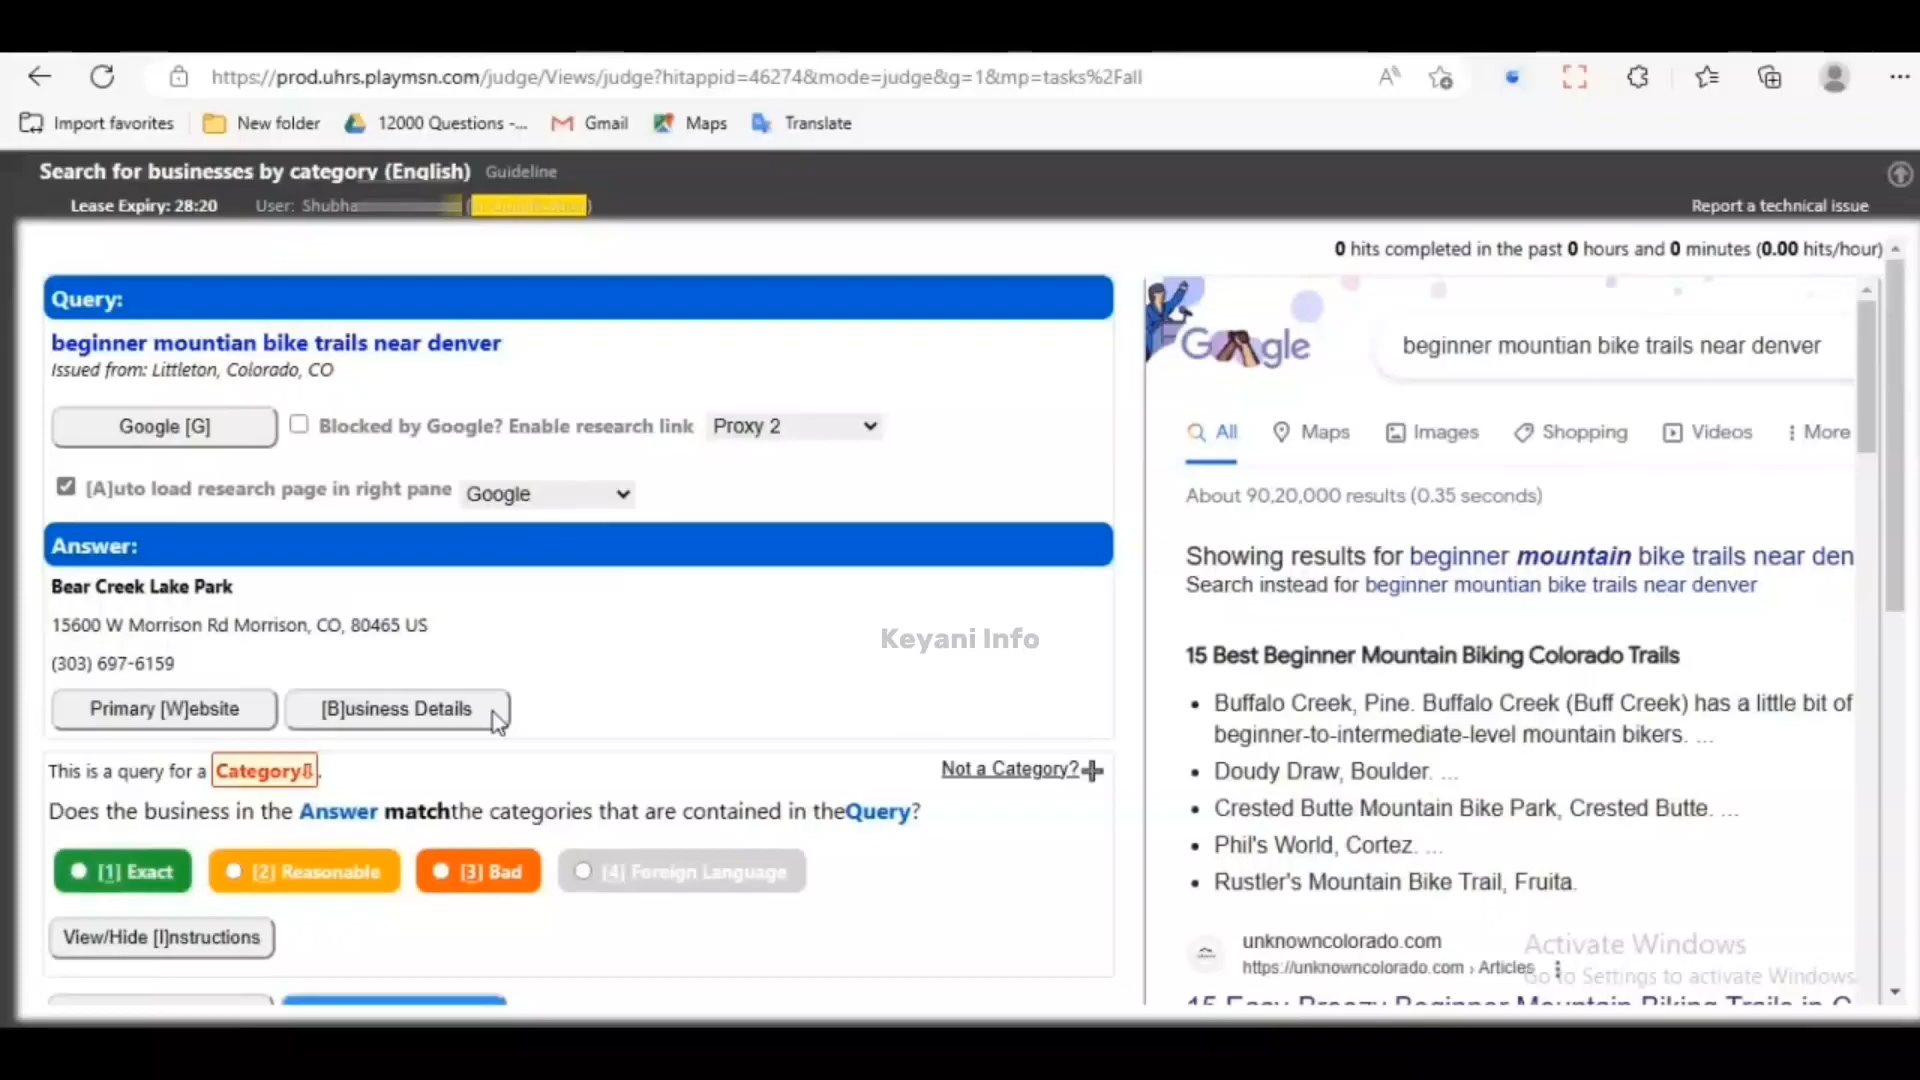 https://prod.uhrs.playmsn.com/judge/Views/judge?hitappid=46274&mode=judge&g=1&mp=tasks%2Fall
Import favorites New folder 12000 Questions -... Gmail Maps Translate
Search for businesses by category (English) Guideline
Lease Expiry: 28:20 User: Shubha
Report a technical issue
0 hits completed in the past 0 hours and 0 minutes (0.00 hits/hour)
Query:
beginner mountian bike trails near denver
Issued from: Littleton, Colorado, CO
Google [G] Blocked by Google? Enable research link Proxy 2
[A]uto load research page in right pane Google
Answer:
Bear Creek Lake Park
15600 W Morrison Rd Morrison, CO, 80465 US
(303) 697-6159
Primary [W]ebsite [B]usiness Details
This is a query for a Category⇩. Not a Category?
Does the business in the Answer matchthe categories that are contained in theQuery?
[1] Exact [2] Reasonable [3] Bad [4] Foreign Language
View/Hide [I]nstructions
Keyani Info
Google beginner mountian bike trails near denver
All Maps Images Shopping Videos More
About 90,20,000 results (0.35 seconds)
Showing results for beginner mountain bike trails near den
Search instead for beginner mountian bike trails near denver
15 Best Beginner Mountain Biking Colorado Trails
• Buffalo Creek, Pine. Buffalo Creek (Buff Creek) has a little bit of
beginner-to-intermediate-level mountain bikers. ...
• Doudy Draw, Boulder. ...
• Crested Butte Mountain Bike Park, Crested Butte. ...
• Phil's World, Cortez. ...
• Rustler's Mountain Bike Trail, Fruita.
unknowncolorado.com
https://unknowncolorado.com › Articles
Activate Windows
Go to Settings to activate Windows.
15 Easy Breezy Beginner Mountain Biking Trails in C